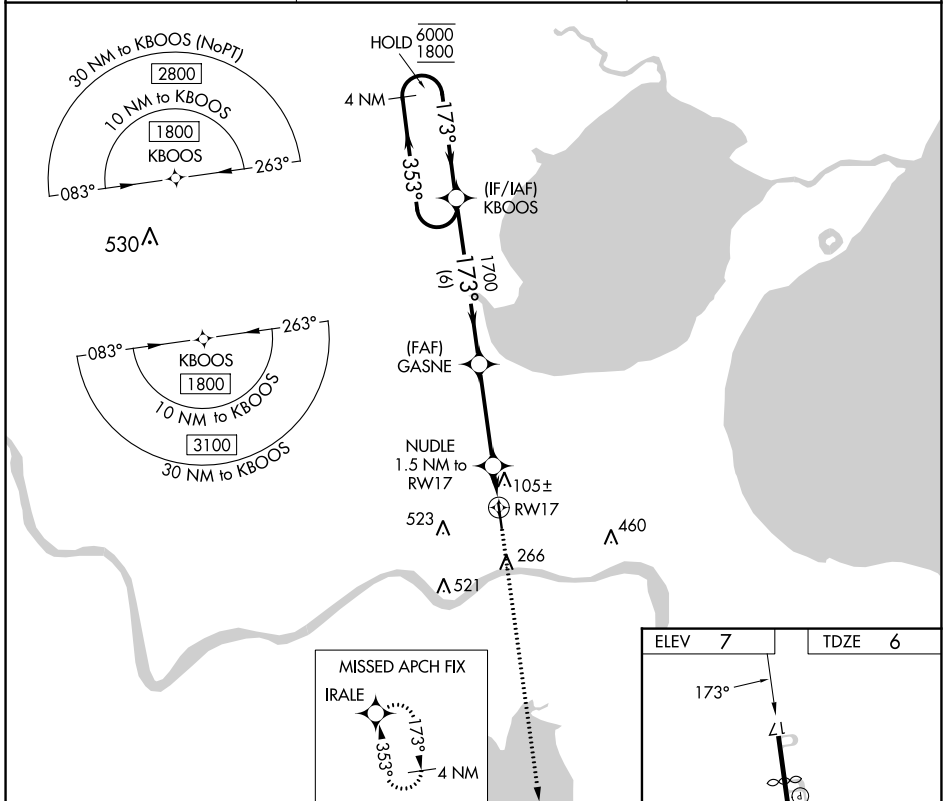 30 NM to KBOOS (NoPT)
2800
10 NM to KBOOS
1800
KBOOS
083°
263°
530
HOLD
6000
1800
4 NM
173°
353°
(IF/IAF)
KBOOS
1700
173°
(6)
083°
263°
KBOOS
1800
10 NM to KBOOS
3100
30 NM to KBOOS
(FAF)
GASNE
NUDLE
1.5 NM to
RW17
105±
RW17
523
460
266
521
MISSED APCH FIX
IRALE
173°
353°
4 NM
ELEV 7
TDZE 6
173°
17
P